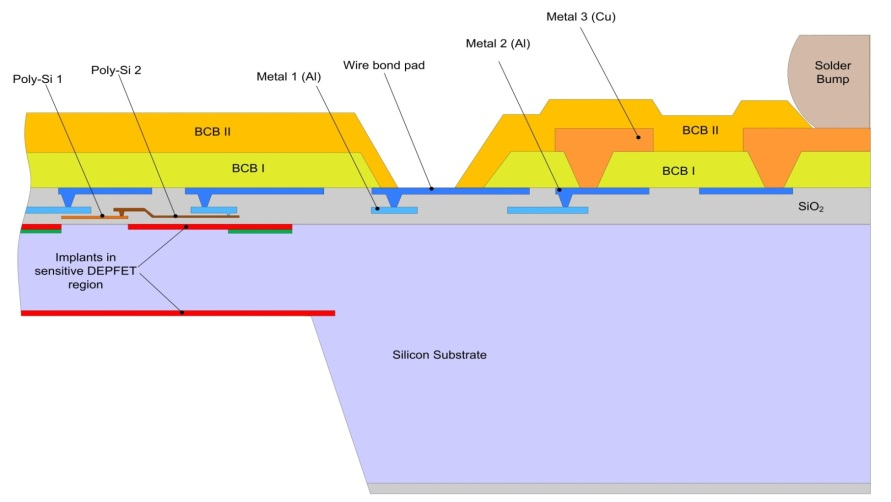 Metal 3 (Cu)
Metal 2 (Al)
Wire bond pad
Metal 1 (Al)
Poly-Si 2
Poly-Si 1
Solder
Bump
BCB II
BCB II
BCB I
BCB I
SiO₂
Implants in
sensitive DEPFET
region
Silicon Substrate